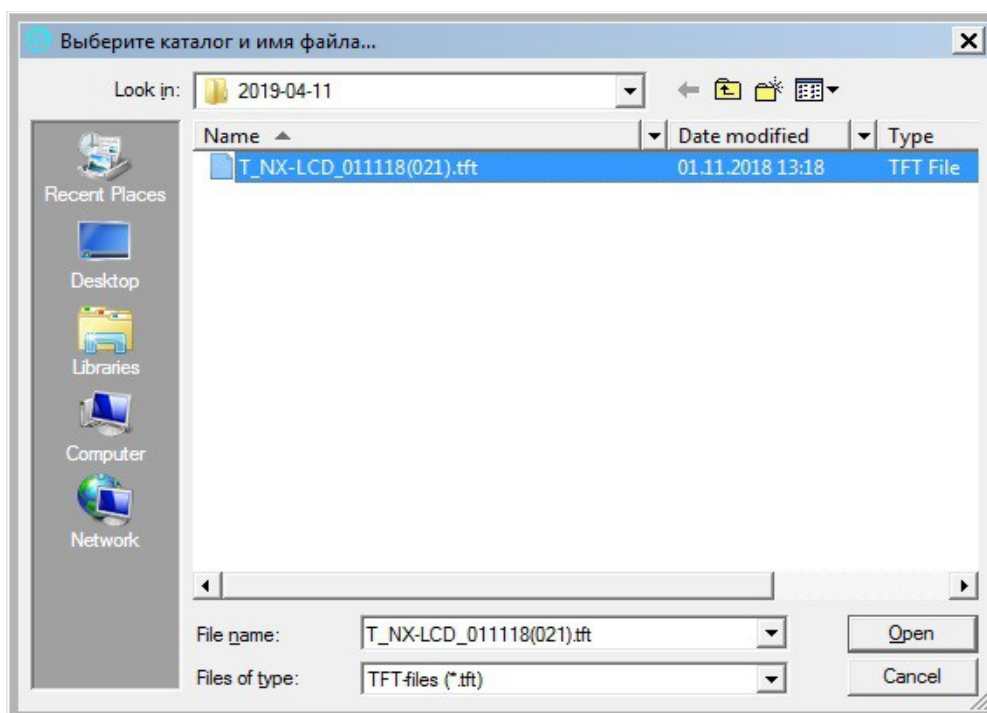 Выберите каталог и имя файла...
Look in: 2019-04-11
Name Date modified Type
T_NX-LCD_011118(021).tft 01.11.2018 13:18 TFT File
Recent Places
Desktop
Libraries
Computer
Network
File name: T_NX-LCD_011118(021).tft Open
Files of type: TFT-files (*.tft) Cancel